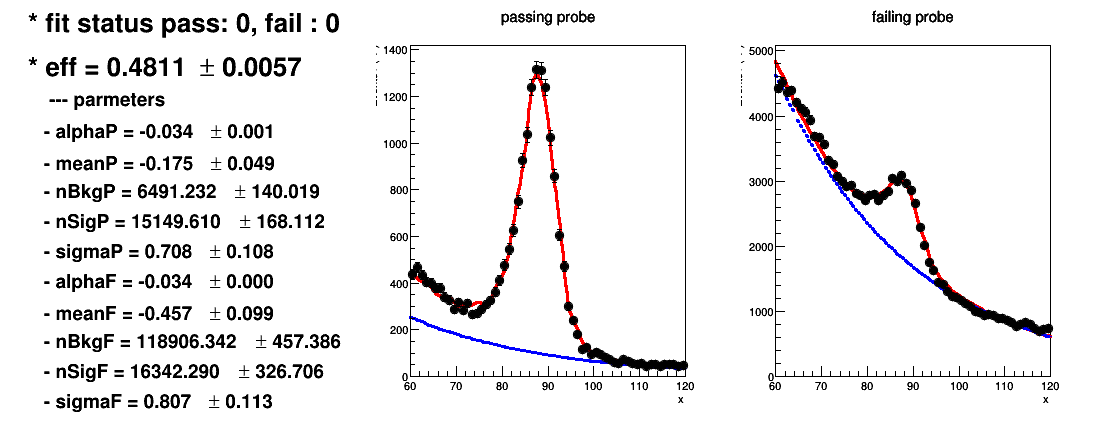 * fit status pass: 0, fail : 0
* eff = 0.4811 ± 0.0057
--- parmeters
- alphaP = -0.034 ± 0.001
- meanP = -0.175 ± 0.049
- nBkgP = 6491.232 ± 140.019
- nSigP = 15149.610 ± 168.112
- sigmaP = 0.708 ± 0.108
- alphaF = -0.034 ± 0.000
- meanF = -0.457 ± 0.099
- nBkgF = 118906.342 ± 457.386
- nSigF = 16342.290 ± 326.706
- sigmaF = 0.807 ± 0.113
passing probe
1400
1200
1000
800
600
400
200
0
60 70 80 90 100 110 120
x
failing probe
5000
4000
3000
2000
1000
0
60 70 80 90 100 110 120
x